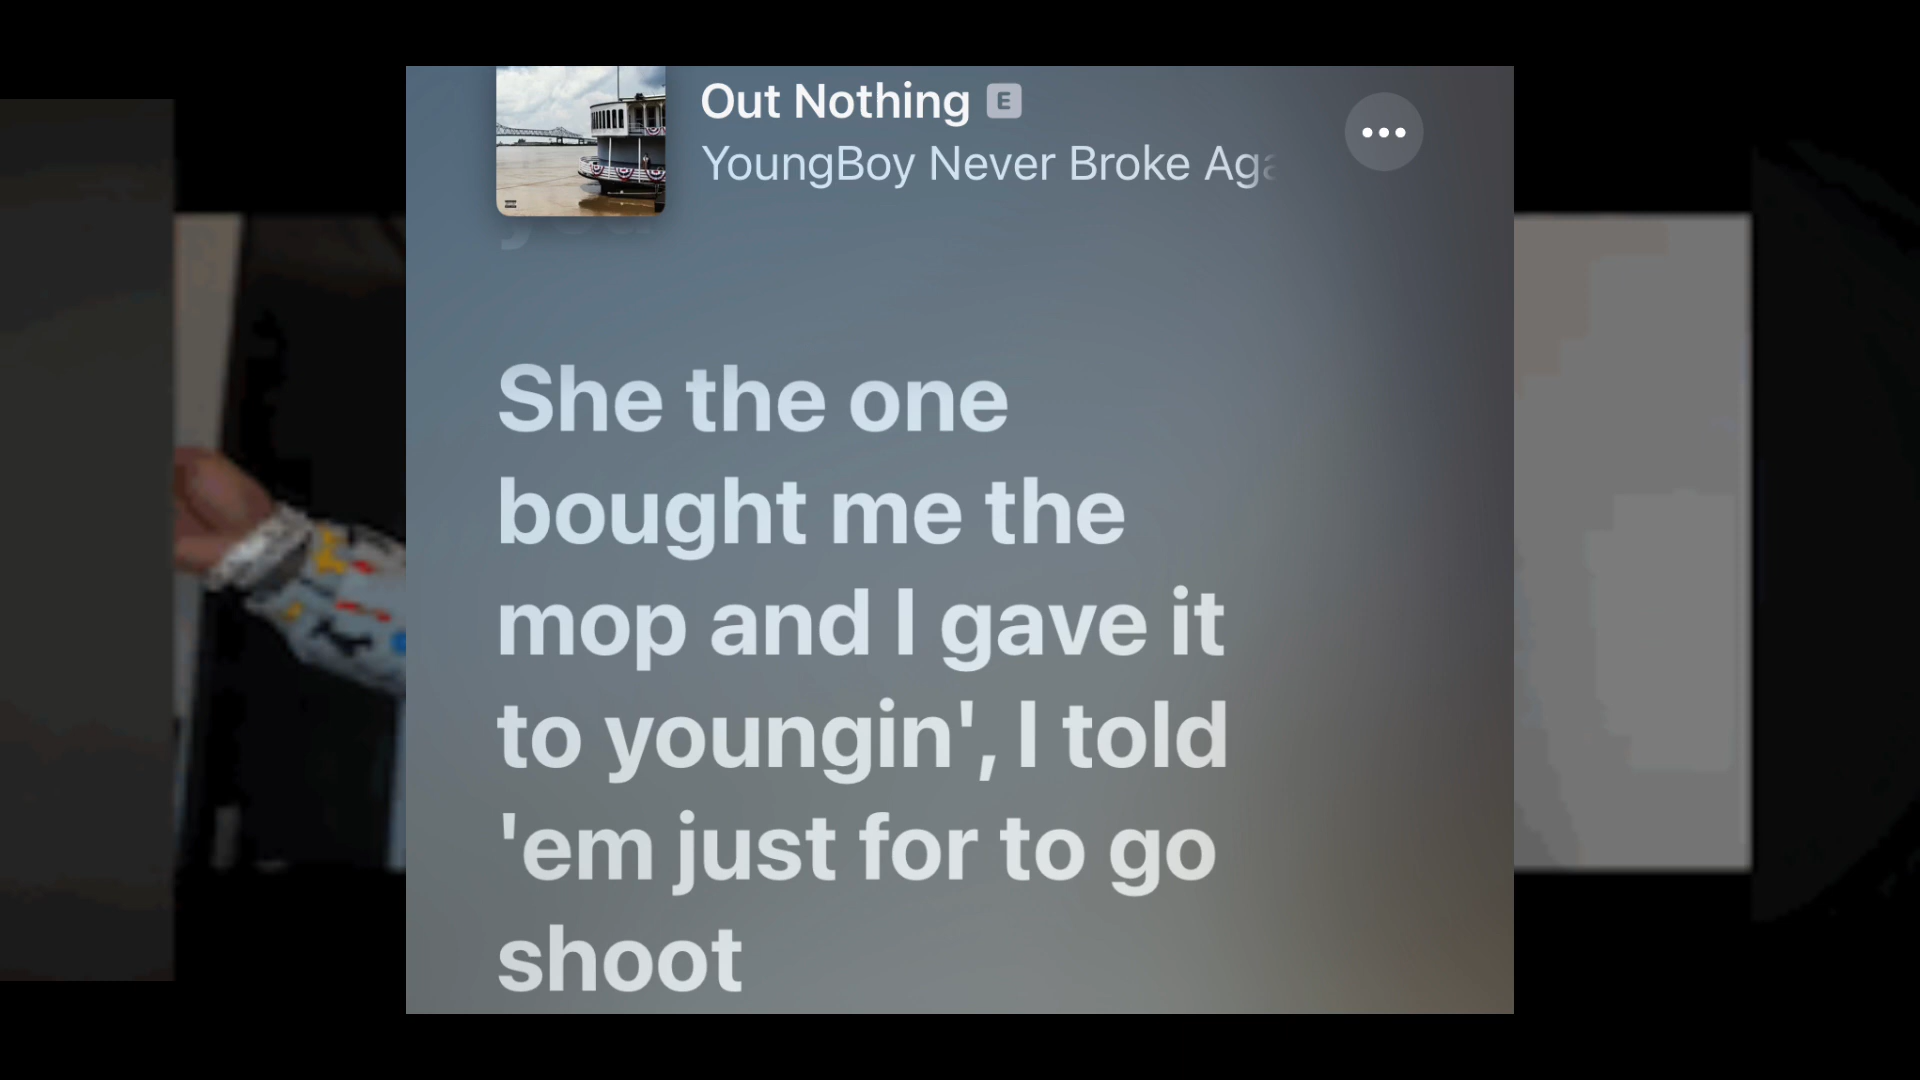 Out Nothing E
YoungBoy Never Broke Ag
She the one
bought me the
mop and I gave it
to youngin', I told
'em just for to go
shoot